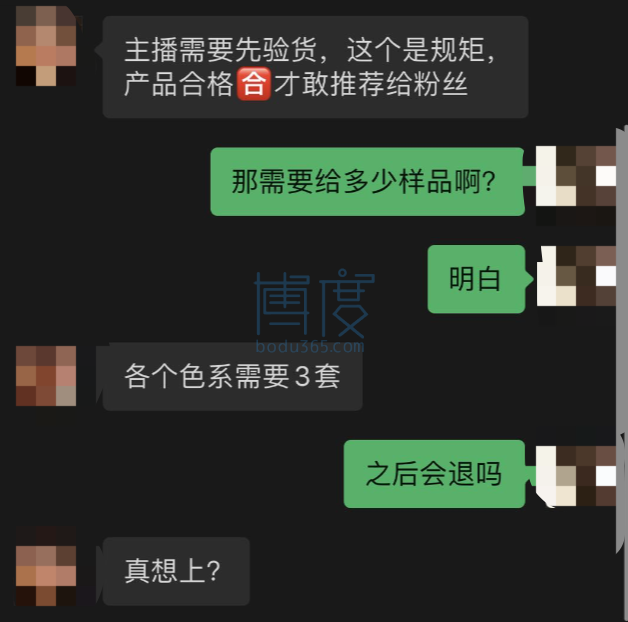 主播需要先验货，这个是规矩，
产品合格🈴才敢推荐给粉丝
那需要给多少样品啊？
明白
博度
bodu365.com
各个色系需要3套
之后会退吗
真想上？